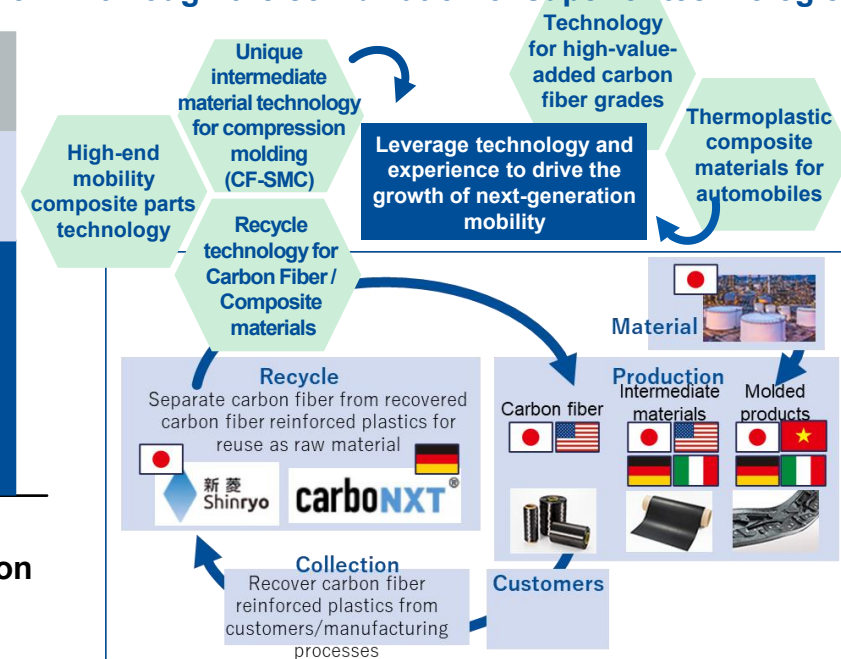 Unique
intermediate
material technology
for compression
molding
(CF-SMC)
Technology
for high-value-
added carbon
fiber grades
High-end
mobility
composite parts
technology
Leverage technology and
experience to drive the
growth of next-generation
mobility
Thermoplastic
composite
materials for
automobiles
Recycle
technology for
Carbon Fiber /
Composite
materials
Material
Recycle
Separate carbon fiber from recovered
carbon fiber reinforced plastics for
reuse as raw material
新菱
Shinryo
carboNXT®
Production
Carbon fiber
Intermediate
materials
Molded
products
Collection
Recover carbon fiber
reinforced plastics from
customers/manufacturing
processes
Customers
on